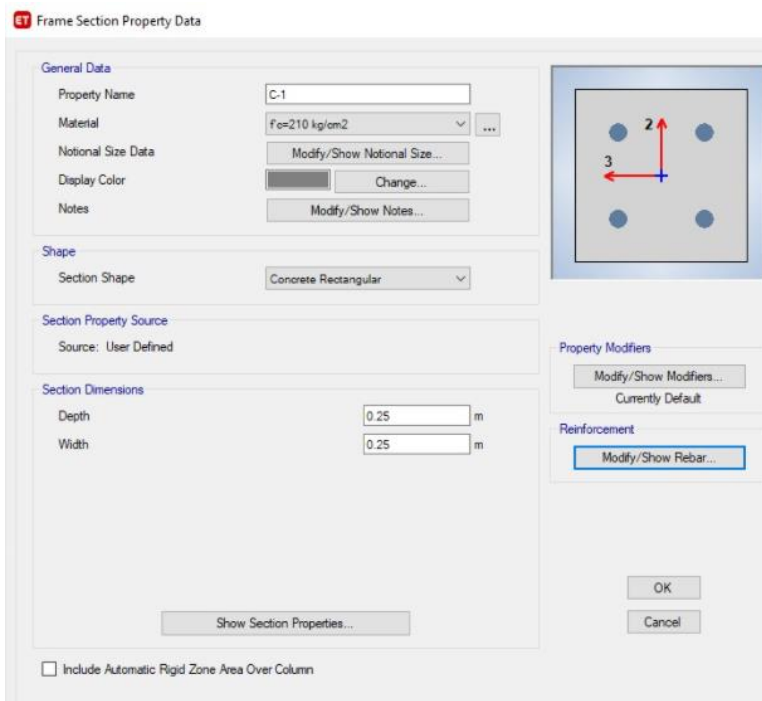 ET Frame Section Property Data
General Data
Property Name C-1
Material f'c=210 kg/cm2 ...
Notional Size Data Modify/Show Notional Size...
Display Color Change...
Notes Modify/Show Notes...
Shape
Section Shape Concrete Rectangular
Section Property Source
Source: User Defined
Section Dimensions
Depth 0.25 m
Width 0.25 m
Show Section Properties...
Include Automatic Rigid Zone Area Over Column
2
3
Property Modifiers
Modify/Show Modifiers...
Currently Default
Reinforcement
Modify/Show Rebar...
OK
Cancel